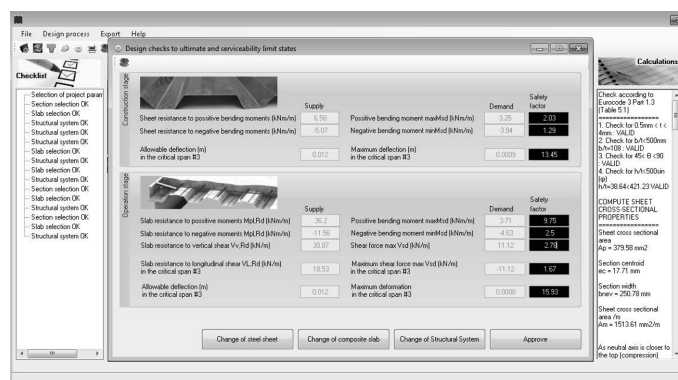 File Design process Export Help
Design checks to ultimate and serviceability limit states
Checklist
Selection of project param
Section selection OK
Slab selection OK
Structural system OK
Structural system OK
Structural system OK
Slab selection OK
Structural system OK
Slab selection OK
Structural system OK
Section selection OK
Slab selection OK
Structural system OK
Section selection OK
Slab selection OK
Structural system OK
Construction stage
Supply
Demand
Safety factor
Sheet resistance to possitive bending moments (kNm/m) 6.58 Possitive bending moment maxMsd (kNm/m) 3.25 2.03
Sheet resistance to negative bending moments (kNm/m) -5.07 Negative bending moment minMsd (kNm/m) -3.94 1.29
Allowable deflection (m)
in the critical span #3 0.012
Maximum deflection (m)
in the critical span #3 0.0009 13.45
Operation stage
Supply
Demand
Safety factor
Slab resistance to possitive moments Mpl,Rd (kNm/m) 36.2 Possitive bending moment maxMsd (kNm/m) 3.71 9.75
Slab resistance to negative moments Mpl,Rd (kNm/m) -11.56 Negative bending moment minMsd (kNm/m) -4.63 2.5
Slab resistance to vertical shear Vv,Rd (kN/m) 30.87 Shear force max Vsd (kN/m) 11.12 2.78
Slab resistance to longitudinal shear VL,Rd (kN/m)
in the critical span #3 18.53
Maximum shear force max Vsd (kN/m)
in the critical span #3 -11.12 1.67
Allowable deflection (m)
in the critical span #3 0.012
Maximum deformation
in the critical span #3 0.0008 15.93
Change of steel sheet
Change of composite slab
Change of Structural System
Approve
Calculations
Check according to
Eurocode 3 Part 1.3
(Table 5.1)
=================
1. Check for 0.5mm < t <
4mm : VALID
2. Check for b/t<500mm
b/t=108 : VALID
3. Check for 45< Θ <90
: VALID
4. Check for h/t<500sin
(φ)
h/t=38.64<421.23 VALID
COMPUTE SHEET
CROSS-SECTIONAL
PROPERTIES
=================
Sheet cross sectional
area
Ap = 379.58 mm2
Section centroid
ec = 17.71 mm
Section width
bnev = 250.78 mm
Sheet cross sectional
area /m
Am = 1513.61 mm2/m
As neutral axis is closer to
the top (compression)